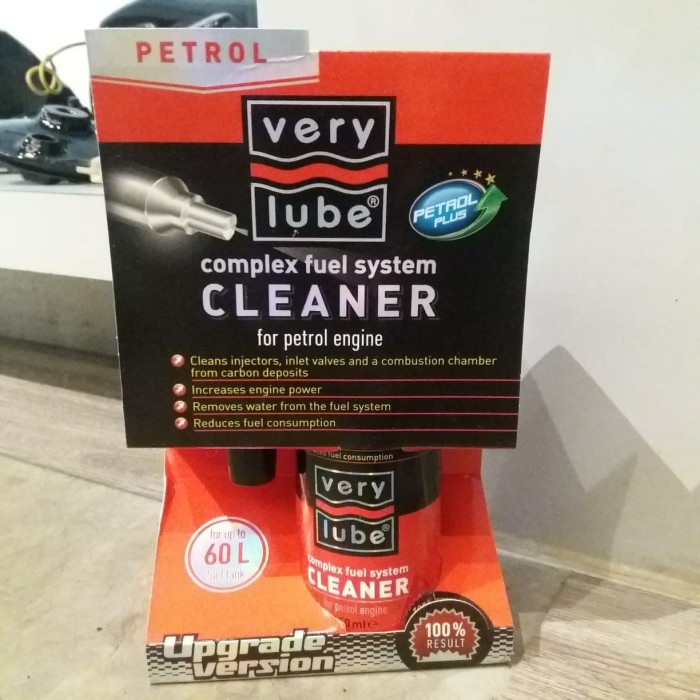 PETROL
very
lube®
PETROL
PLUS
complex fuel system
CLEANER
for petrol engine
Cleans injectors, inlet valves and a combustion chamber
from carbon deposits
Increases engine power
Removes water from the fuel system
Reduces fuel consumption
fuel consumption
very
lube®
complex fuel system
CLEANER
for petrol engine
ml e
for up to
60 L
fuel tank
100%
RESULT
Upgrade
version